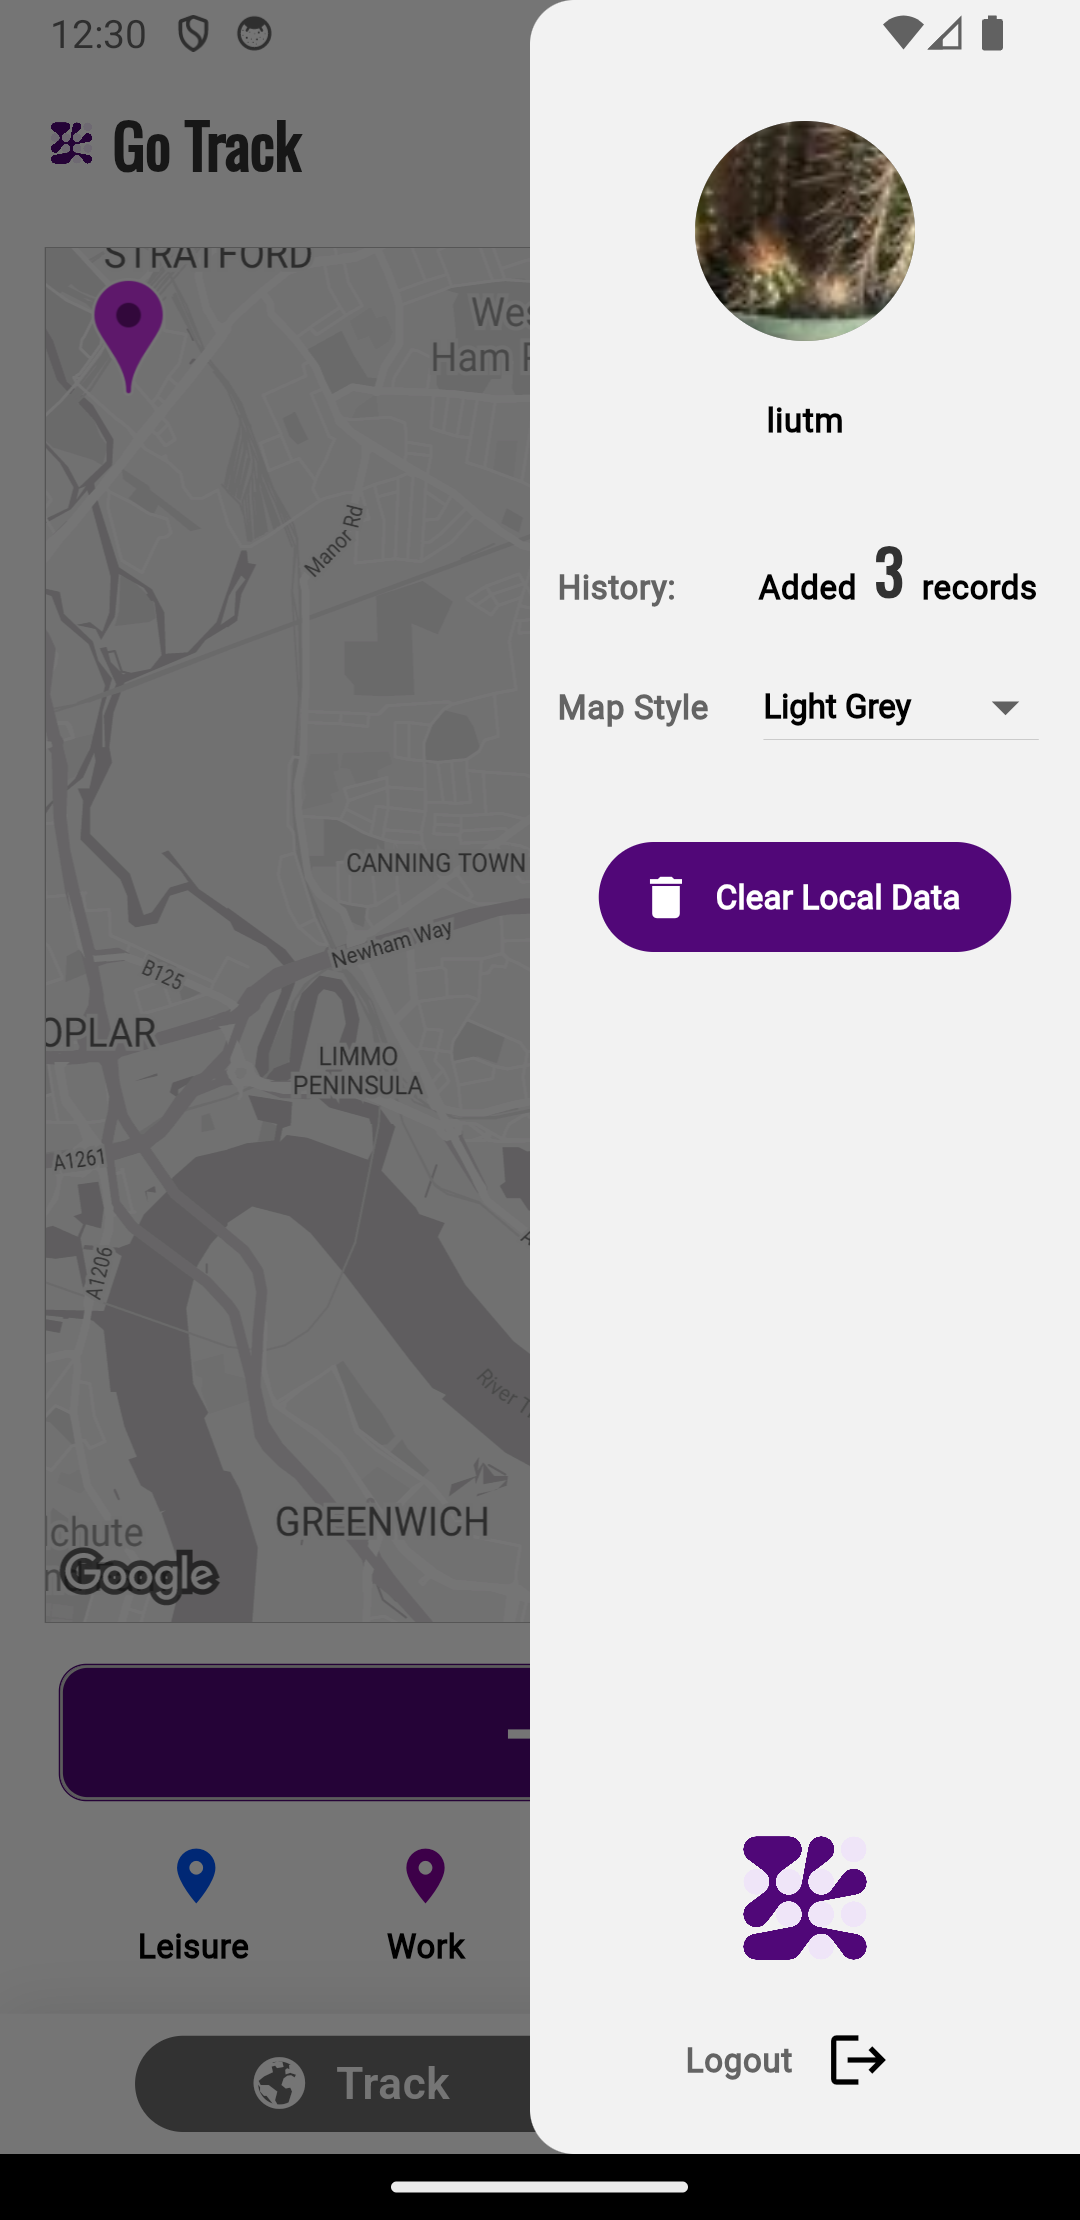 12:30
Go Track
STRATFORD
Wes
Ham P
Manor Rd
CANNING TOWN
Newham Way
B125
OPLAR
LIMMO
PENINSULA
A1261
A1206
River T
GREENWICH
lchute
Google
Leisure
Work
Track
liutm
History:
Added 3 records
Map Style
Light Grey
Clear Local Data
Logout